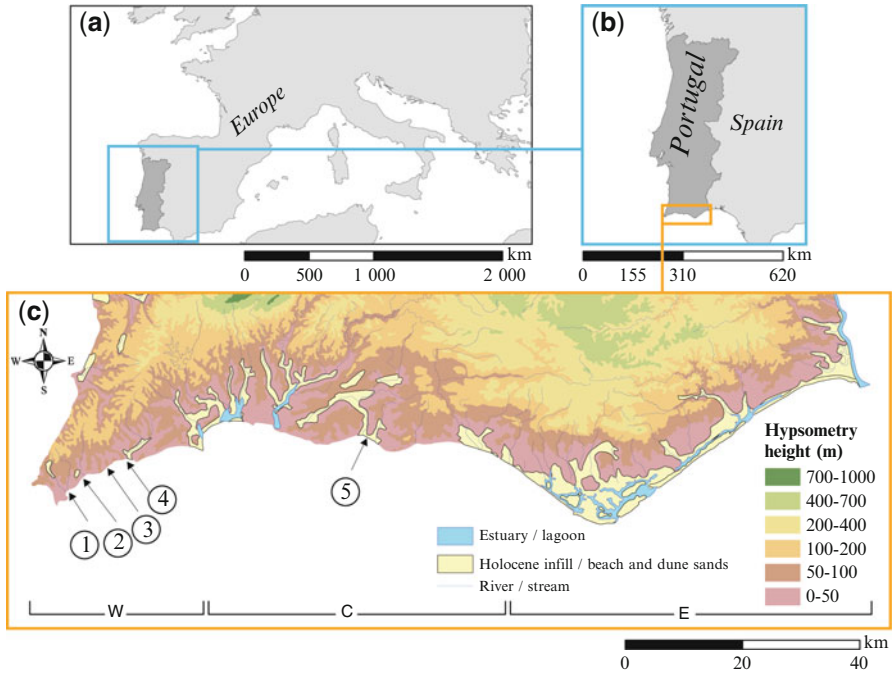 (a)
Europe
km
0 500 1 000 2 000
(b)
Portugal
Spain
km
0 155 310 620
(c)
N
W E
S
1
2
3
4
5
Estuary / lagoon
Holocene infill / beach and dune sands
River / stream
Hypsometry
height (m)
700-1000
400-700
200-400
100-200
50-100
0-50
W C E
km
0 20 40